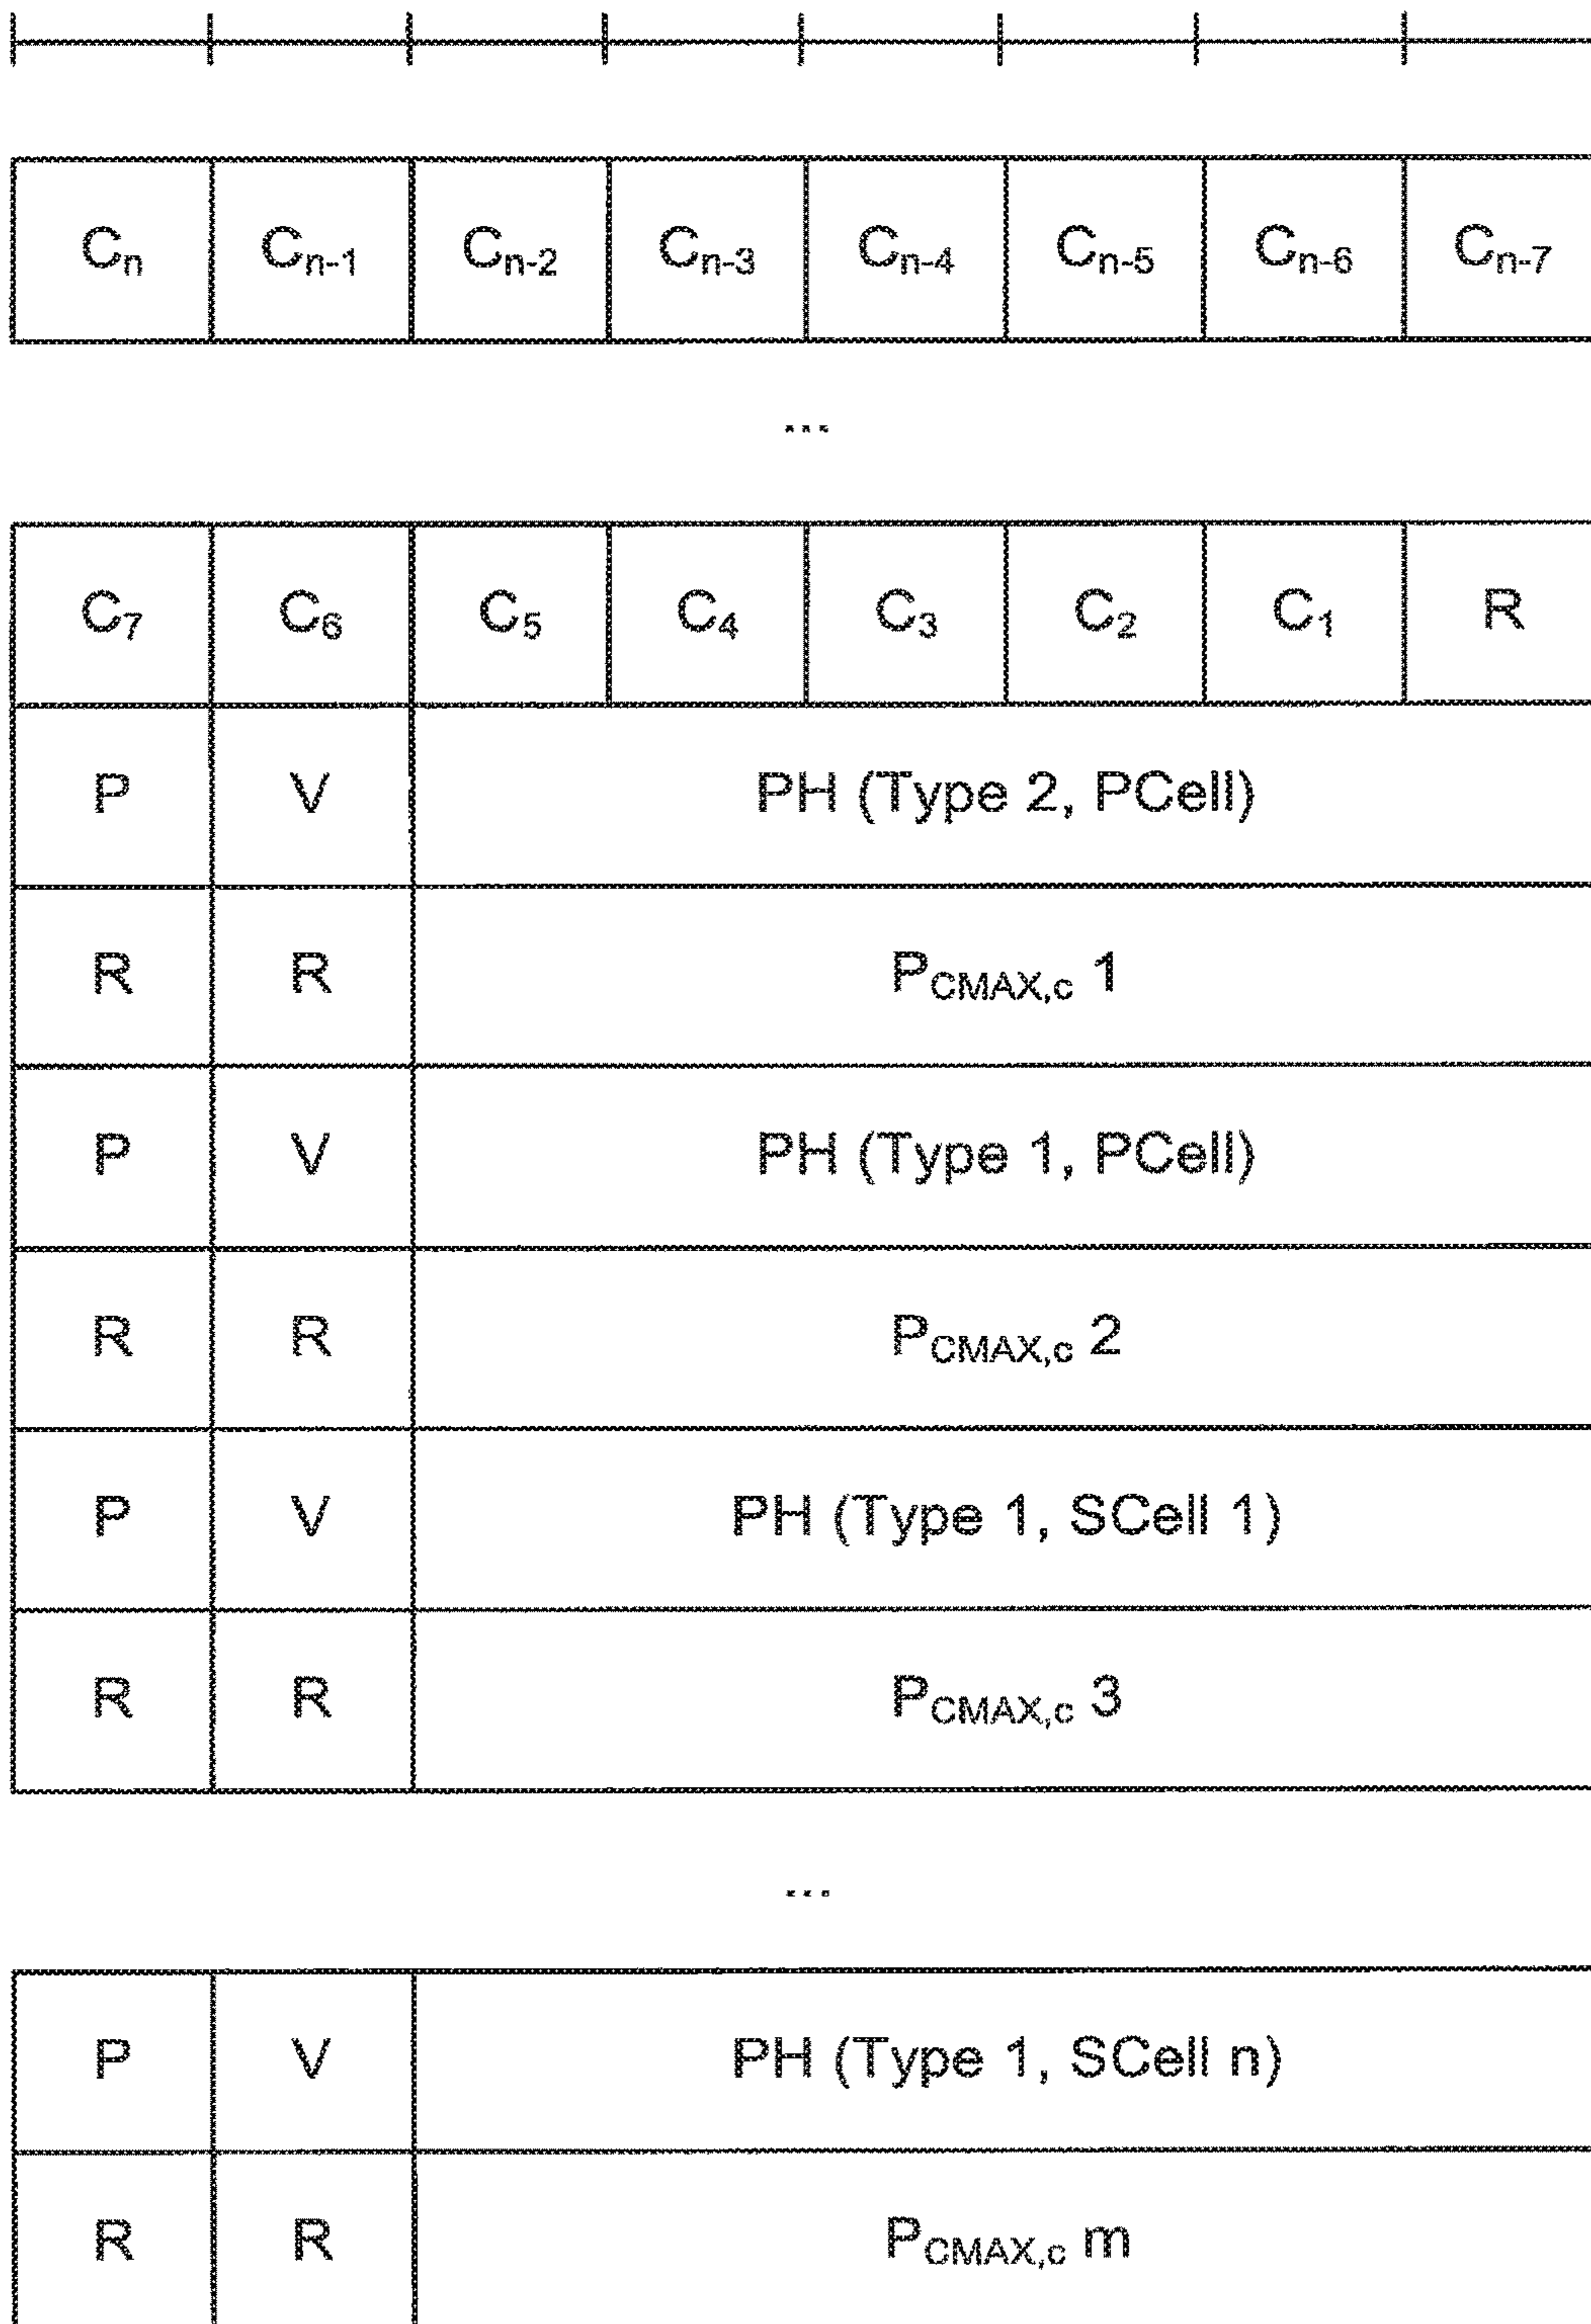 Cn Cn-1 Cn-2 Cn-3 Cn-4 Cn-5 Cn-6 Cn-7
...
C7 C6 C5 C4 C3 C2 C1 R
P V PH (Type 2, PCell)
R R PCMAX,c 1
P V PH (Type 1, PCell)
R R PCMAX,c 2
P V PH (Type 1, SCell 1)
R R PCMAX,c 3
...
P V PH (Type 1, SCell n)
R R PCMAX,c m